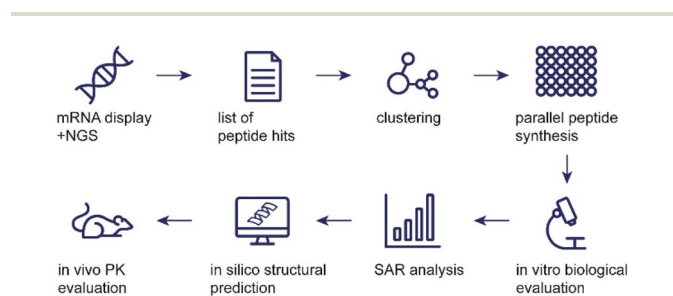 mRNA display
+NGS
list of
peptide hits
clustering
parallel peptide
synthesis
in vitro biological
evaluation
SAR analysis
in silico structural
prediction
in vivo PK
evaluation